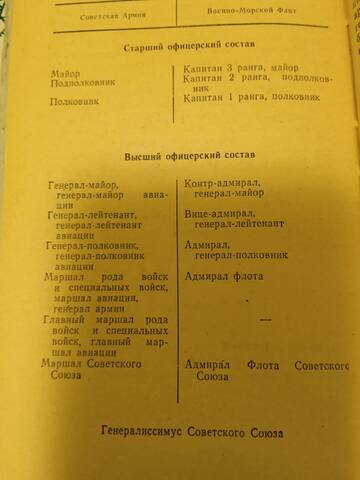 Советская Армия
Военно-Морской Флот
Старший офицерский состав
Майор
Капитан 3 ранга, майор
Подполковник
Капитан 2 ранга, подполков-
ник
Полковник
Капитан 1 ранга, полковник
Высший офицерский состав
Генерал-майор,
генерал-майор авиа-
ции
Контр-адмирал,
генерал-майор
Генерал-лейтенант,
генерал-лейтенант
авиации
Вице-адмирал,
генерал-лейтенант
Генерал-полковник,
генерал-полковник
авиации
Адмирал,
генерал-полковник
Маршал рода войск
и специальных войск,
маршал авиации,
генерал армии
Адмирал флота
Главный маршал рода
войск и специальных
войск, главный мар-
шал авиации
—
Маршал Советского
Союза
Адмирал Флота Советского
Союза
Генералиссимус Советского Союза